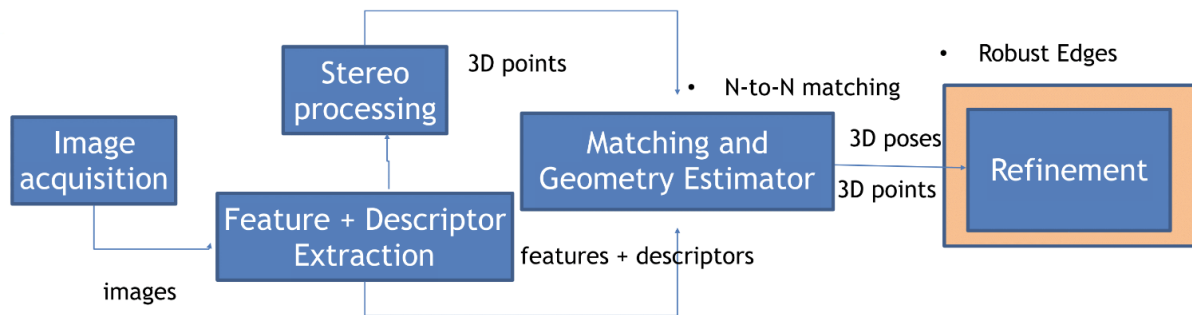 Image
acquisition
images
Feature + Descriptor
Extraction
Stereo
processing
3D points
features + descriptors
• N-to-N matching
Matching and
Geometry Estimator
3D poses
3D points
• Robust Edges
Refinement